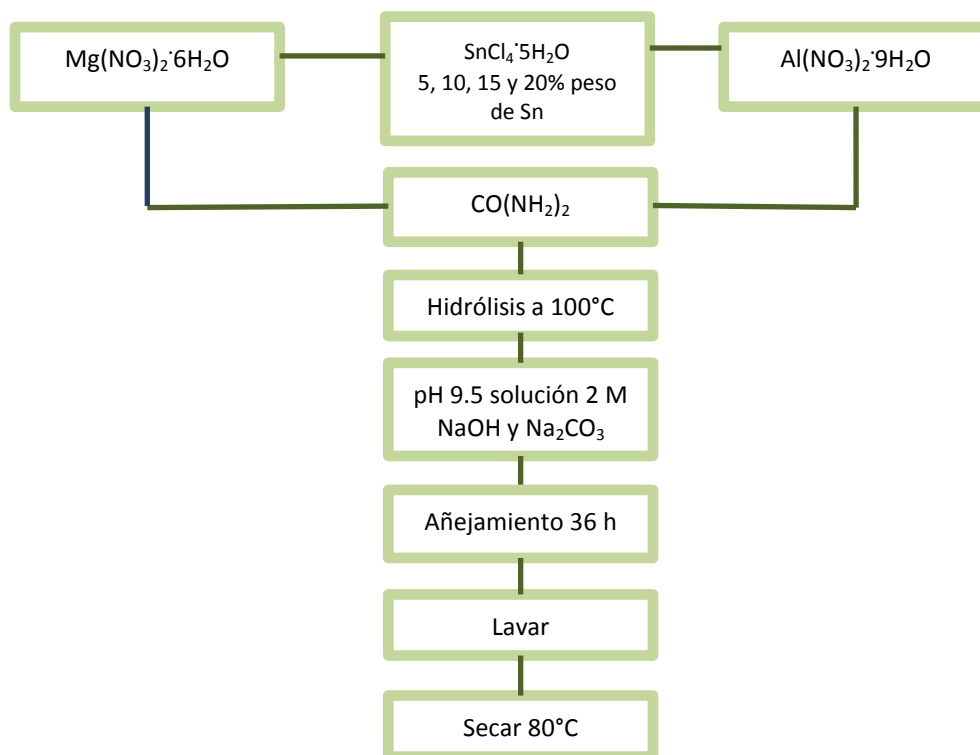 Mg(NO₃)₂·6H₂O
SnCl₄·5H₂O
5, 10, 15 y 20% peso
de Sn
Al(NO₃)₂·9H₂O
CO(NH₂)₂
Hidrólisis a 100°C
pH 9.5 solución 2 M
NaOH y Na₂CO₃
Añejamiento 36 h
Lavar
Secar 80°C